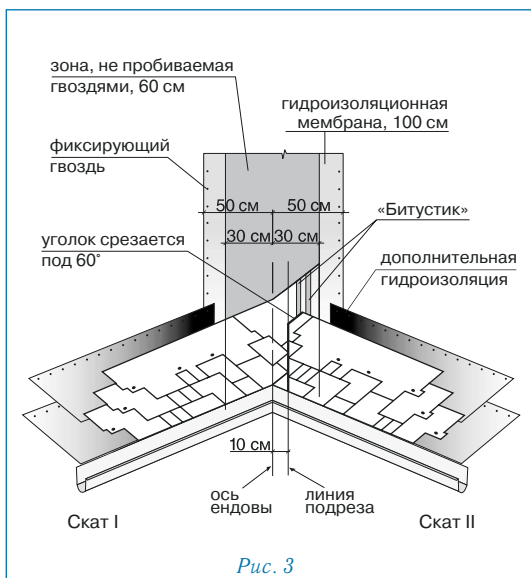 зона, не пробиваемая
гвоздями, 60 см
гидроизоляционная
мембрана, 100 см
фиксирующий
гвоздь
50 см
50 см
«Битустик»
30 см
30 см
уголок срезается
под 60°
дополнительная
гидроизоляция
10 см
ось
ендовы
линия
подреза
Скат I
Скат II
Рис. 3